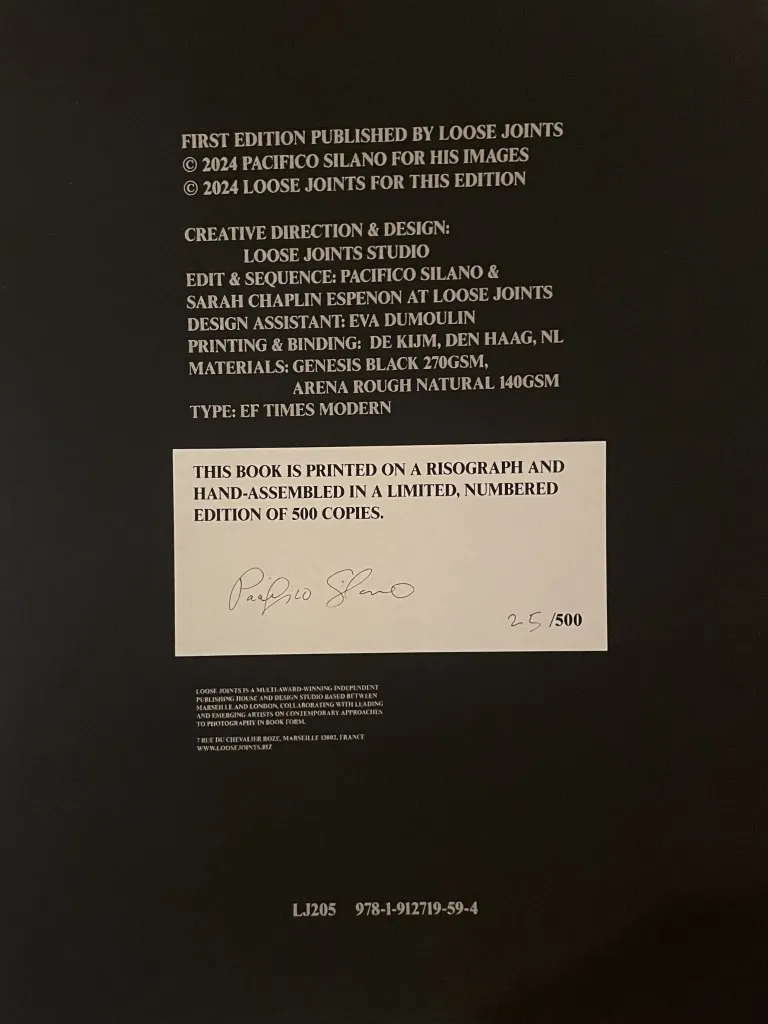 FIRST EDITION PUBLISHED BY LOOSE JOINTS
© 2024 PACIFICO SILANO FOR HIS IMAGES
© 2024 LOOSE JOINTS FOR THIS EDITION
CREATIVE DIRECTION & DESIGN:
LOOSE JOINTS STUDIO
EDIT & SEQUENCE: PACIFICO SILANO &
SARAH CHAPLIN ESPENON AT LOOSE JOINTS
DESIGN ASSISTANT: EVA DUMOULIN
PRINTING & BINDING: DE KIJM, DEN HAAG, NL
MATERIALS: GENESIS BLACK 270GSM,
ARENA ROUGH NATURAL 140GSM
TYPE: EF TIMES MODERN
THIS BOOK IS PRINTED ON A RISOGRAPH AND
HAND-ASSEMBLED IN A LIMITED, NUMBERED
EDITION OF 500 COPIES.
Pacifico Silano
25/500
LOOSE JOINTS IS A MULTI-AWARD-WINNING INDEPENDENT
PUBLISHING HOUSE AND DESIGN STUDIO BASED BETWEEN
MARSEILLE AND LONDON, COLLABORATING WITH LEADING
AND EMERGING ARTISTS ON CONTEMPORARY APPROACHES
TO PHOTOGRAPHY IN BOOK FORM.
7 RUE DU CHEVALIER ROZE, MARSEILLE 13002, FRANCE
WWW.LOOSEJOINTS.BIZ
LJ205 978-1-912719-59-4